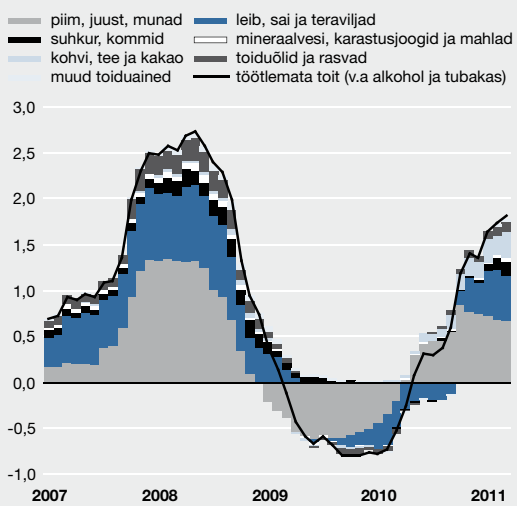 piim, juust, munad
leib, sai ja teraviljad
suhkur, kommid
mineraalvesi, karastusjoogid ja mahlad
kohvi, tee ja kakao
toiduõlid ja rasvad
muud toiduained
töötlemata toit (v.a alkohol ja tubakas)
3,0
2,5
2,0
1,5
1,0
0,5
0,0
-0,5
-1,0
2007 2008 2009 2010 2011